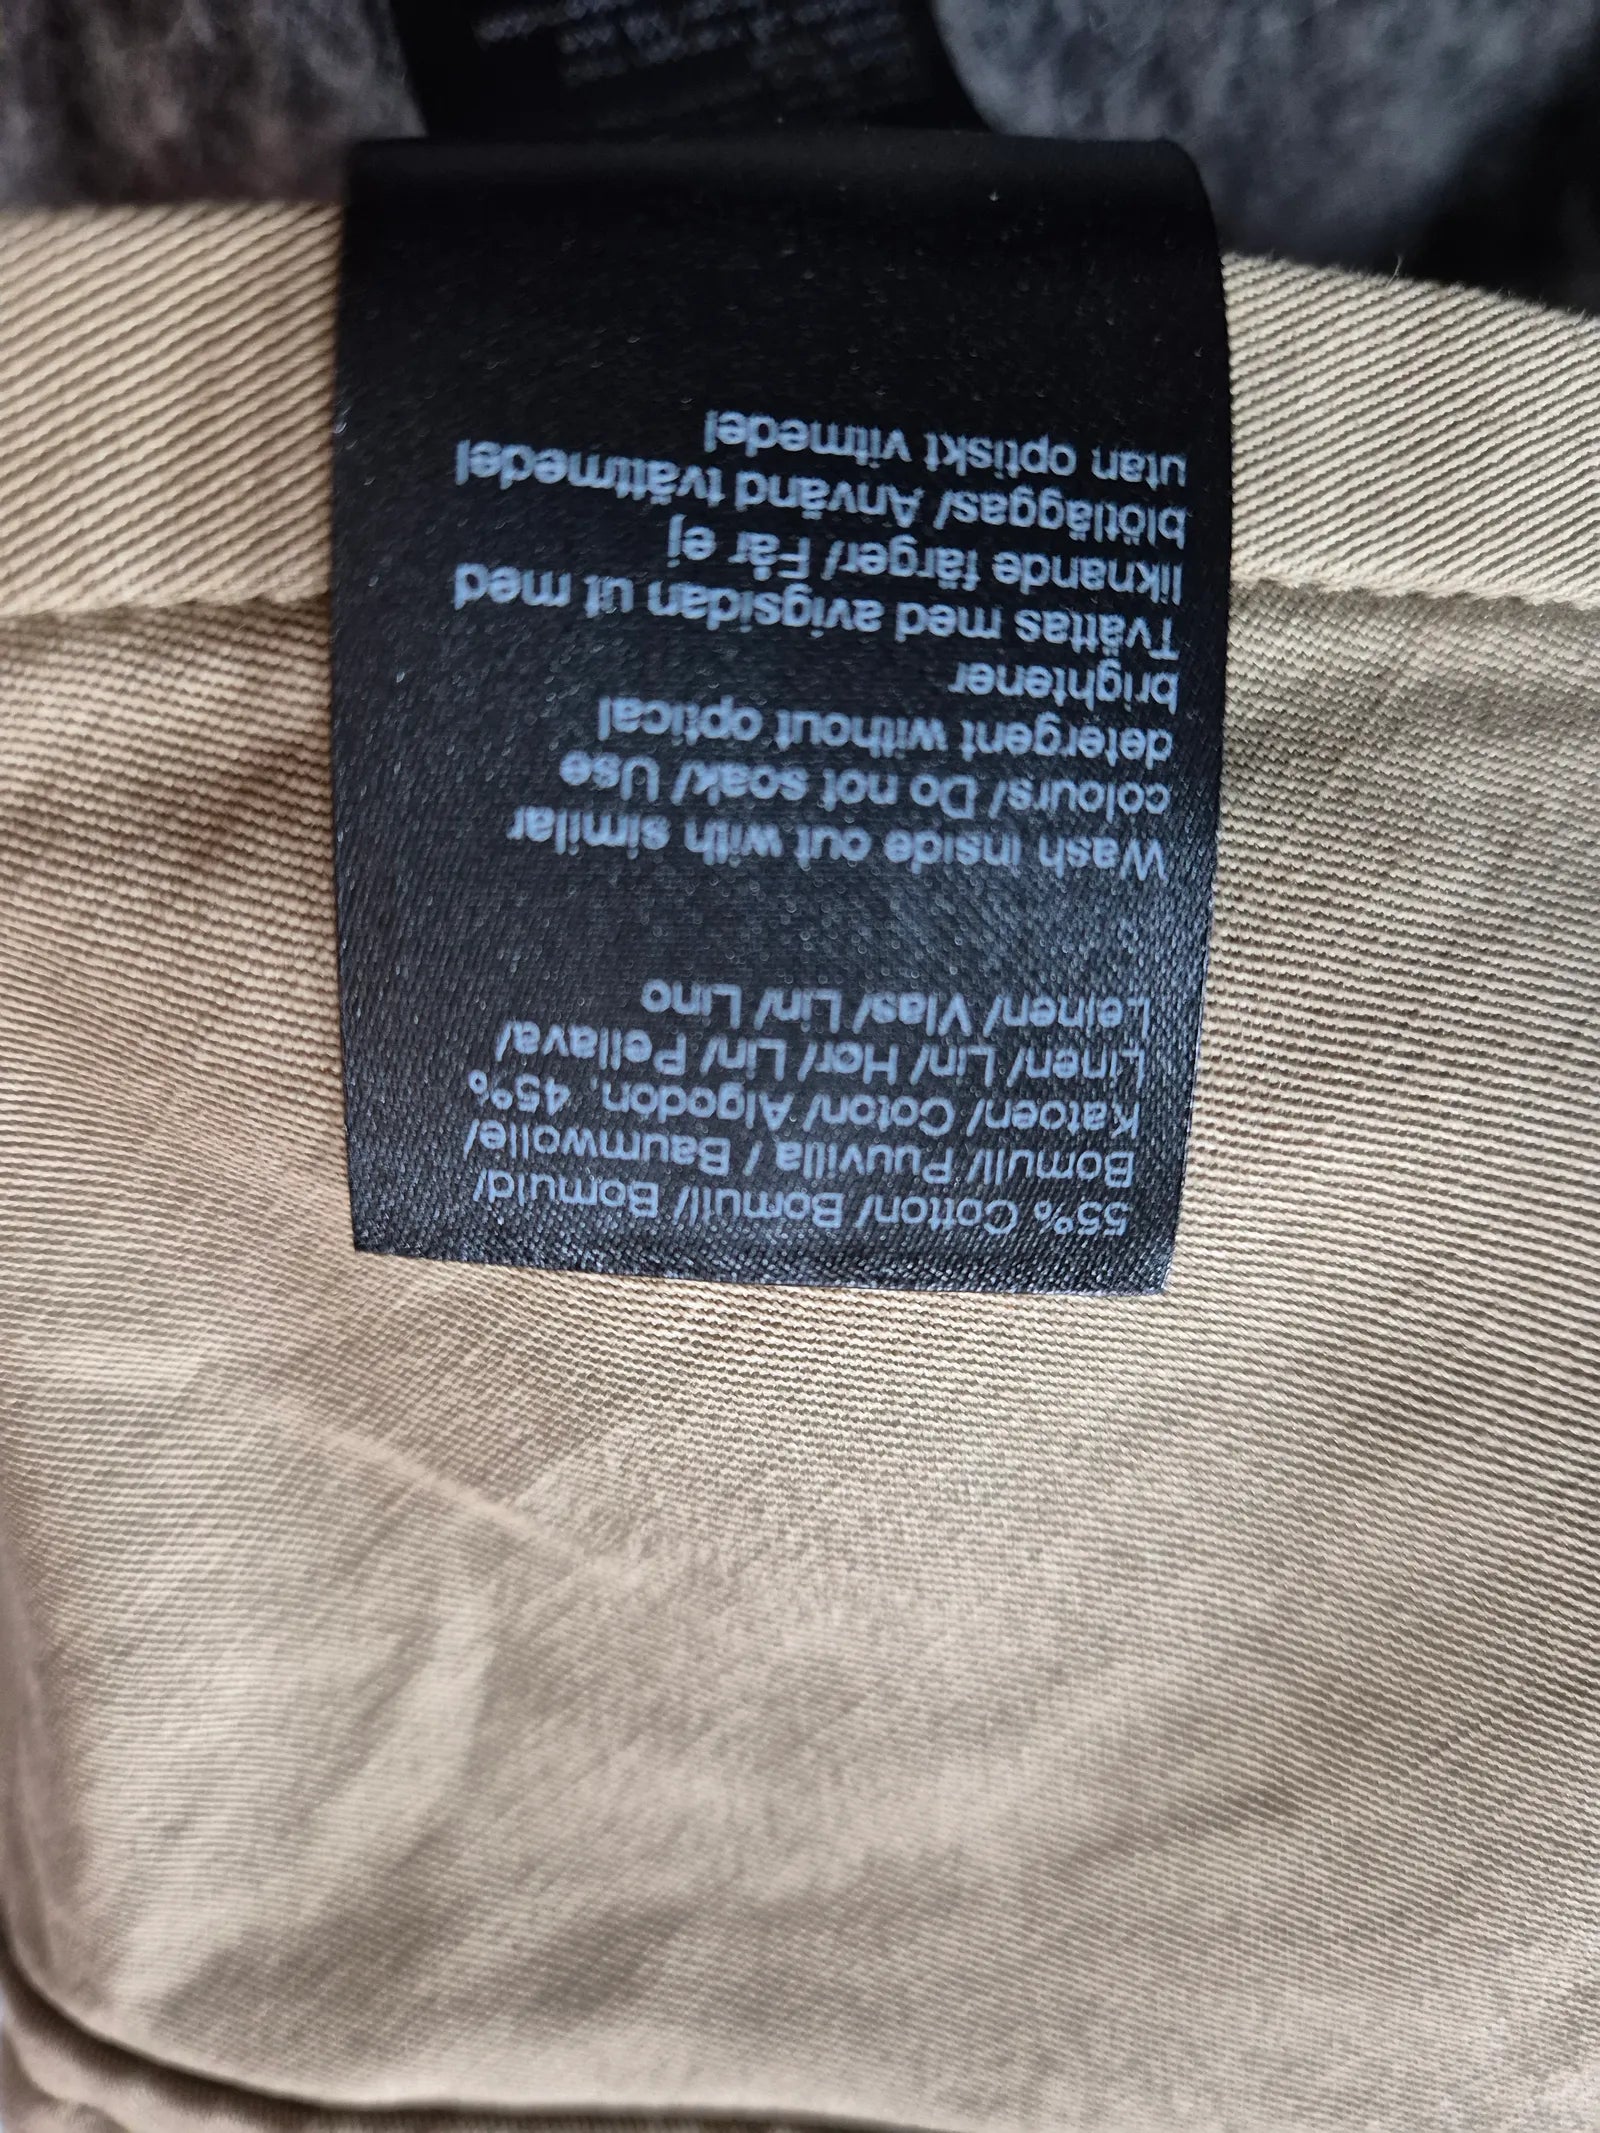 55% Cotton/ Bomull/ Bomuld/
Bomull/ Puuvilla / Baumwolle/
Katoen/ Coton/ Algodón, 45%
Linen/ Lin/ Hør/ Lin/ Pellava/
Leinen/ Vlas/ Lin/ Lino
Wash inside out with similar
colours/ Do not soak/ Use
detergent without optical
brightener
Tvättas med avigsidan ut med
liknande färger/ Får ej
blötläggas/ Använd tvättmedel
utan optiskt vitmedel